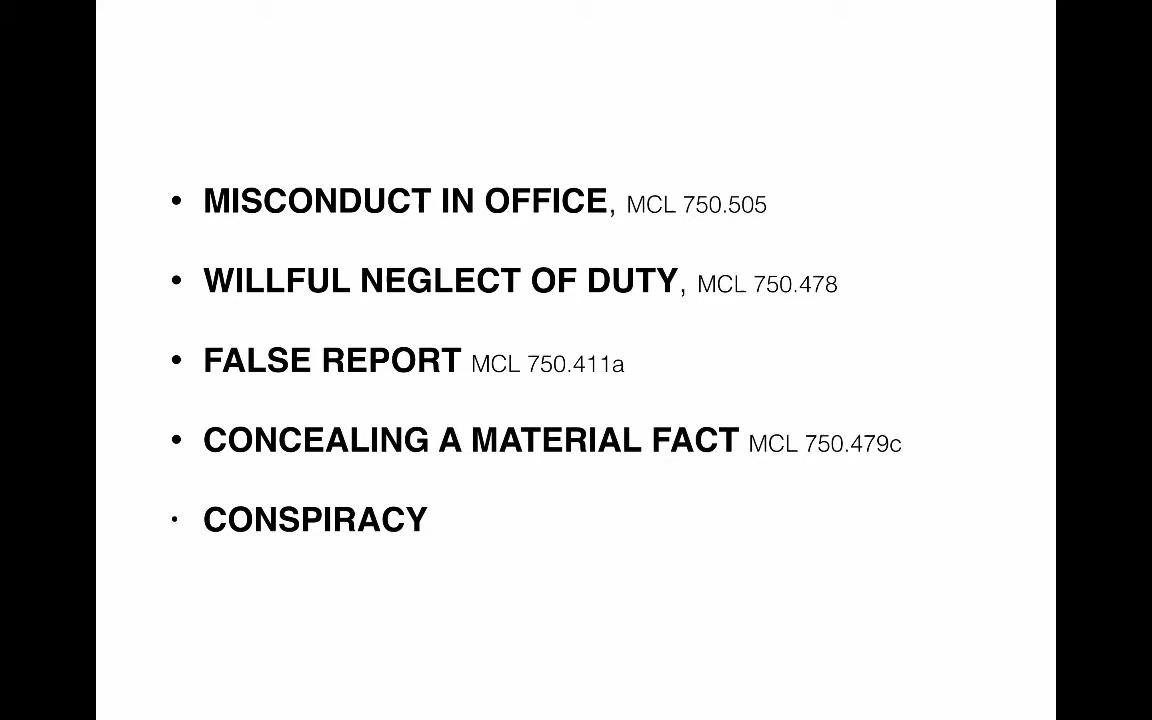 • MISCONDUCT IN OFFICE, MCL 750.505
• WILLFUL NEGLECT OF DUTY, MCL 750.478
• FALSE REPORT MCL 750.411a
• CONCEALING A MATERIAL FACT MCL 750.479c
• CONSPIRACY